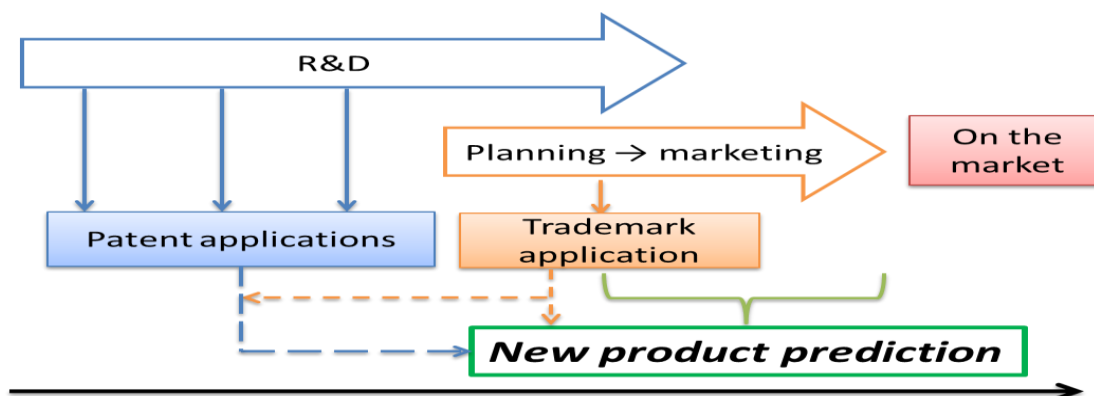 R&D
Planning → marketing
On the
market
Patent applications
Trademark
application
New product prediction